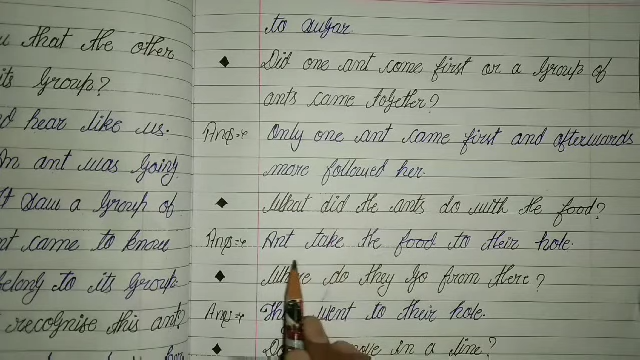 u that the other
its Group?
d hear like us.
n ant was going
t saw a Group of
nt came to know
belong to its Group.
recognise this ant?
to sugar
◆ Did one ant come first or a Group of
ants came together?
Ans⇒ Only one ant came first and afterwards
more followed her.
◆ What did the ants do with the food?
Ans⇒ Ant take the food to their hole.
◆ Where do they Go from there?
Ans⇒ went to their hole.
◆ in a line?